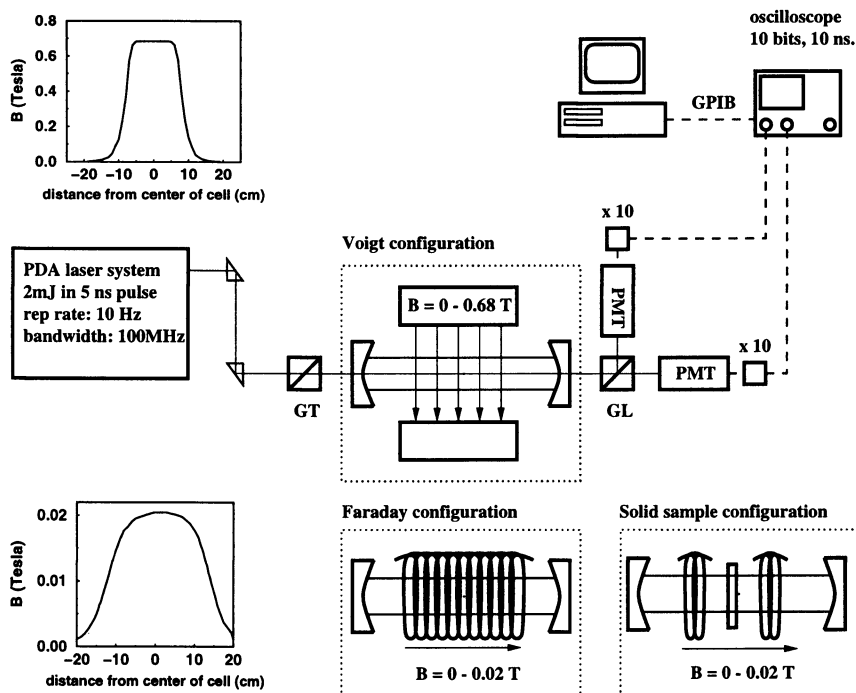 oscilloscope
10 bits, 10 ns.
GPIB
0.8
0.6
0.4
0.2
0.0
B (Tesla)
−20 −10 0 10 20
distance from center of cell (cm)
x 10
PMT
x 10
PMT
PDA laser system
2mJ in 5 ns pulse
rep rate: 10 Hz
bandwidth: 100MHz
Voigt configuration
B = 0 - 0.68 T
GT
GL
0.02
0.01
0.00
B (Tesla)
−20 −10 0 10 20
distance from center of cell (cm)
Faraday configuration
B = 0 - 0.02 T
Solid sample configuration
B = 0 - 0.02 T